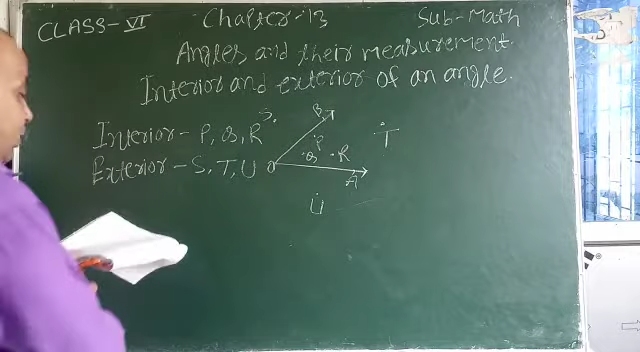 CLASS-VI Chapter-13 Sub-Math
Angles and their measurement.
Interior and exterior of an angle.
Interior - P, Q, R
Exterior - S, T, U
S
B
P
Q
R
T
O
A
U